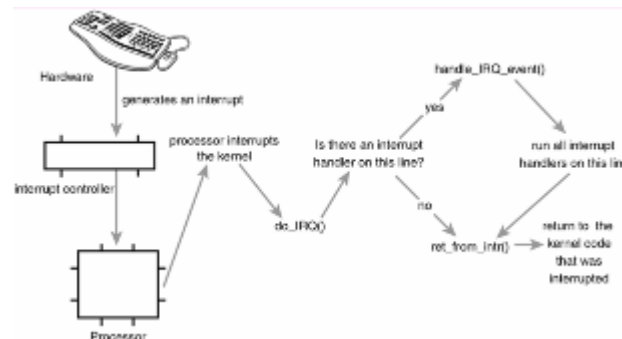 Hardware
generates an interrupt
interrupt controller
Processor
processor interrupts
the kernel
do_IRQ()
Is there an interrupt
handler on this line?
yes
no
handle_IRQ_event()
run all interrupt
handlers on this lin
ret_from_intr()
return to the
kernel code
that was
interrupted